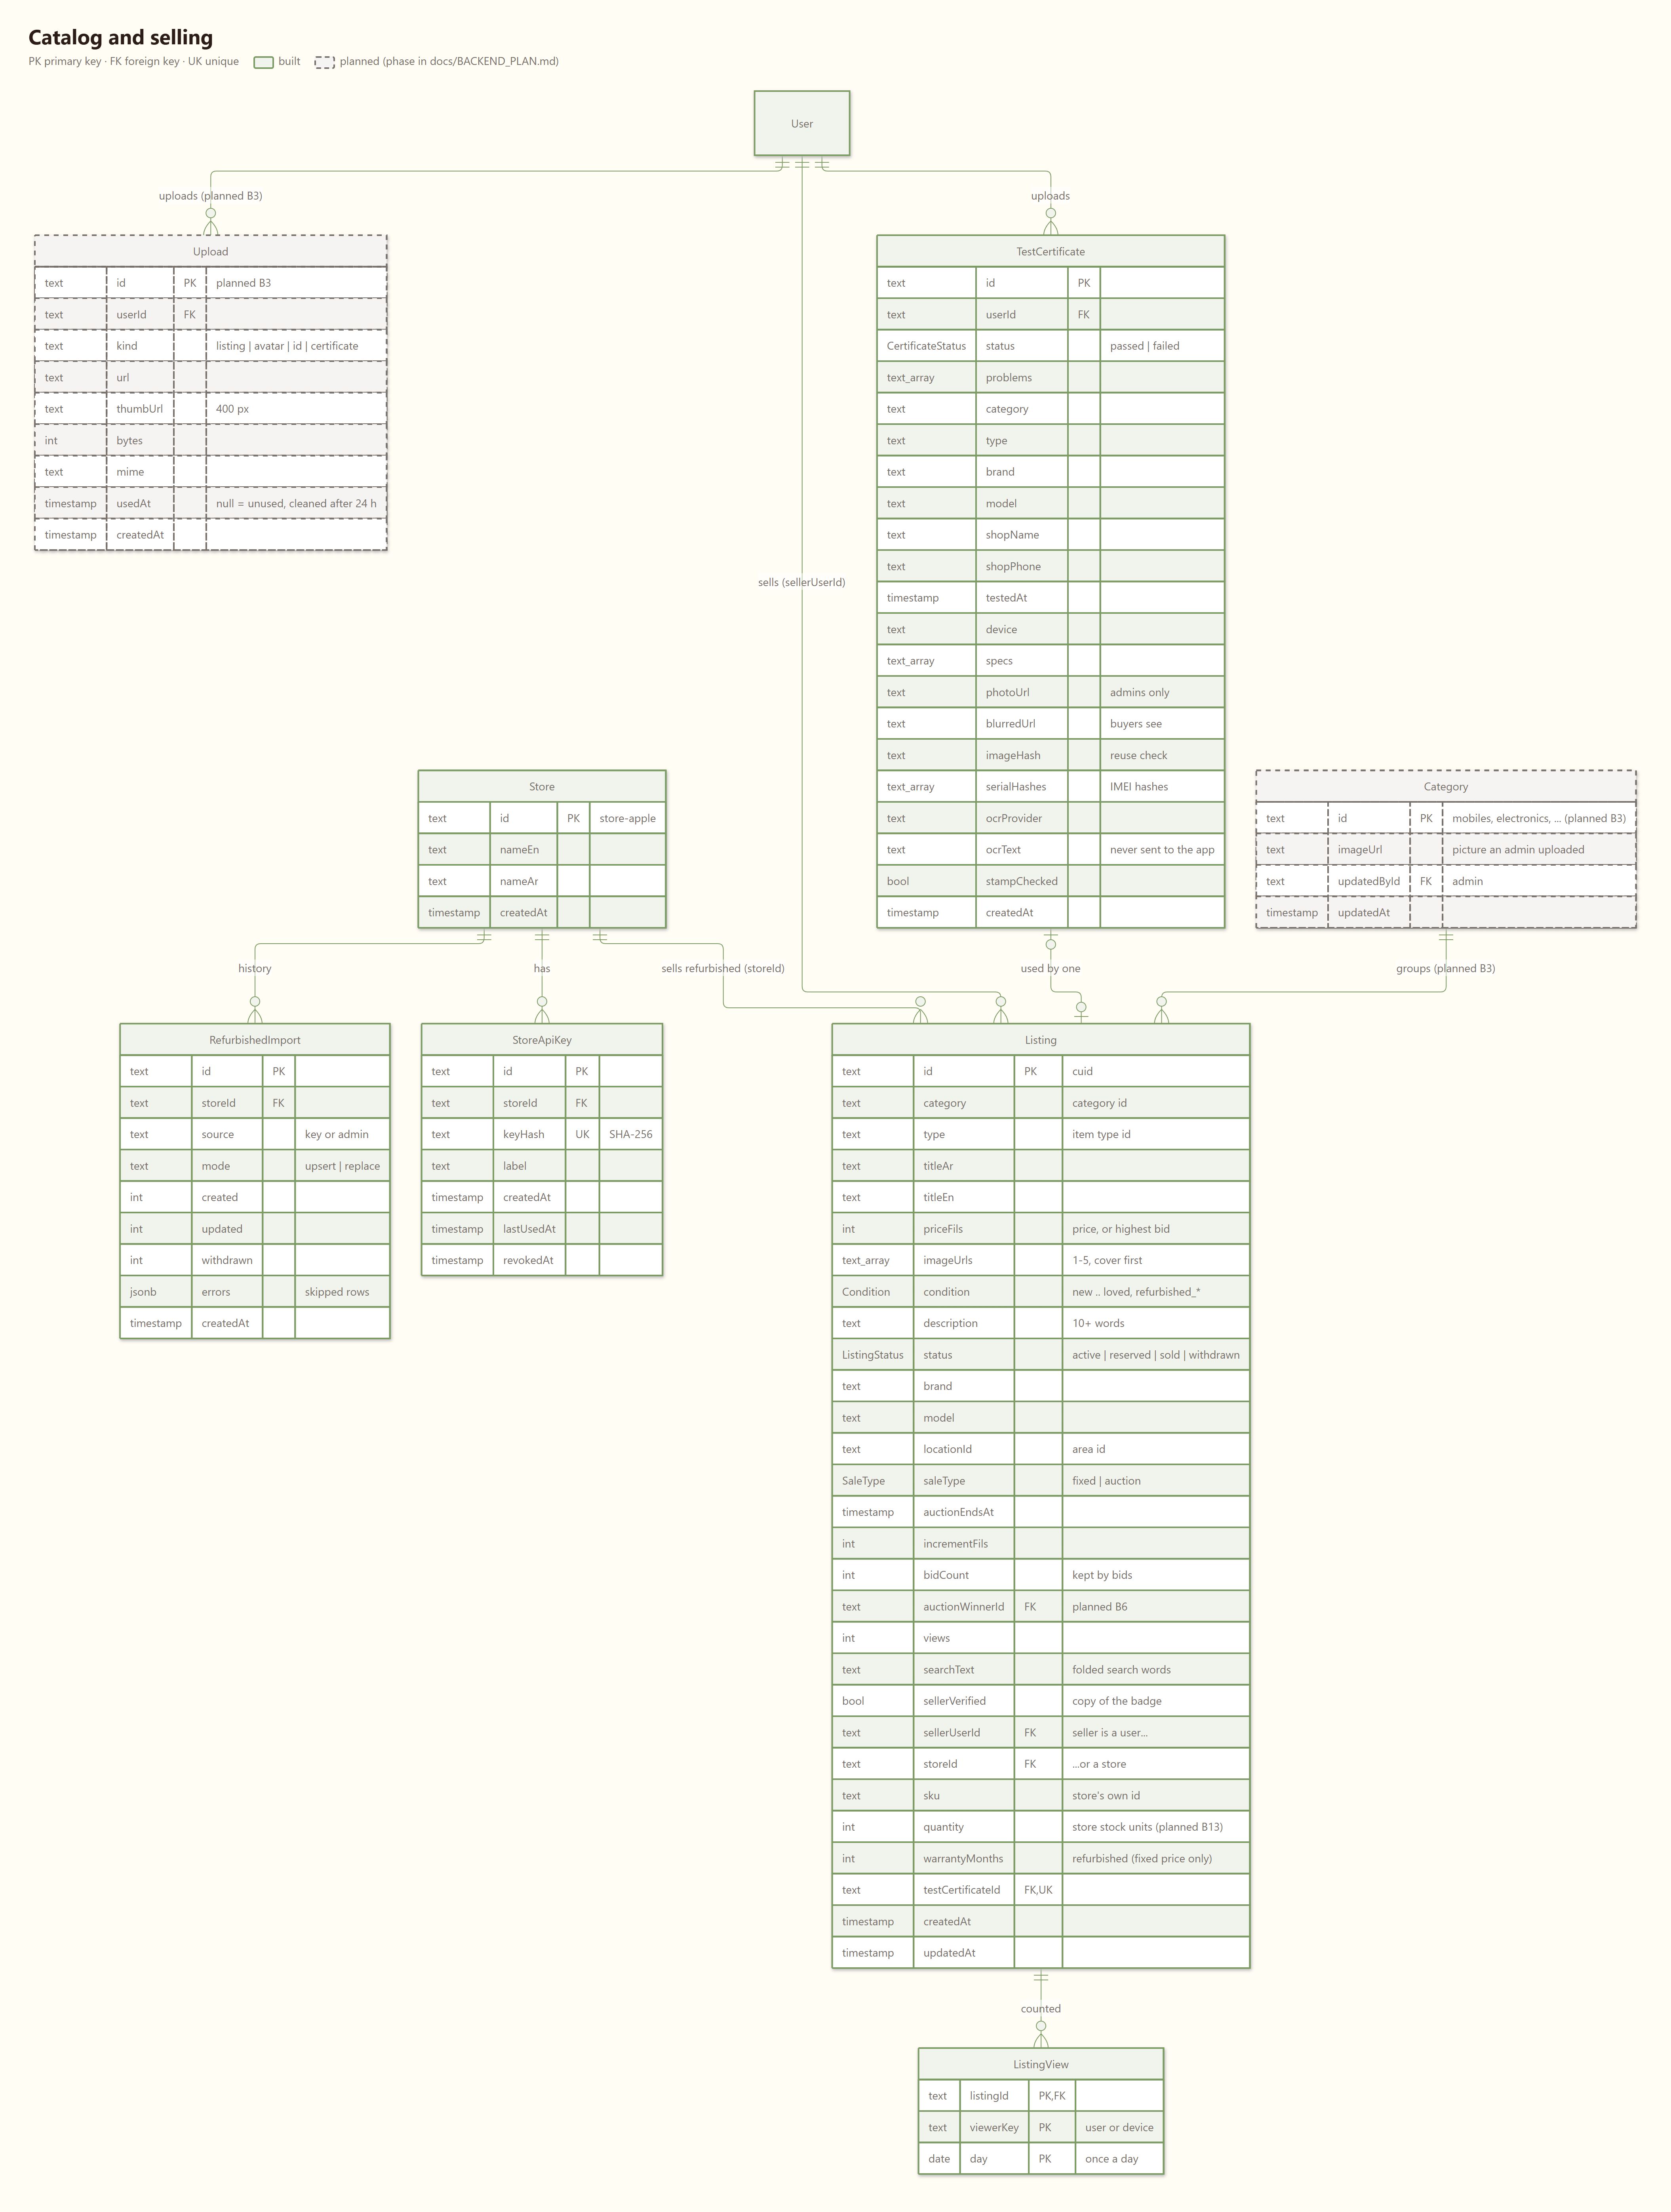 Catalog and selling
PK primary key · FK foreign key · UK unique built planned (phase in docs/BACKEND_PLAN.md)
User
uploads (planned B3)
uploads
sells (sellerUserId)
Upload
text id PK planned B3
text userId FK
text kind listing | avatar | id | certificate
text url
text thumbUrl 400 px
int bytes
text mime
timestamp usedAt null = unused, cleaned after 24 h
timestamp createdAt
TestCertificate
text id PK
text userId FK
CertificateStatus status passed | failed
text_array problems
text category
text type
text brand
text model
text shopName
text shopPhone
timestamp testedAt
text device
text_array specs
text photoUrl admins only
text blurredUrl buyers see
text imageHash reuse check
text_array serialHashes IMEI hashes
text ocrProvider
text ocrText never sent to the app
bool stampChecked
timestamp createdAt
Store
text id PK store-apple
text nameEn
text nameAr
timestamp createdAt
Category
text id PK mobiles, electronics, ... (planned B3)
text imageUrl picture an admin uploaded
text updatedById FK admin
timestamp updatedAt
history
has
sells refurbished (storeId)
used by one
groups (planned B3)
RefurbishedImport
text id PK
text storeId FK
text source key or admin
text mode upsert | replace
int created
int updated
int withdrawn
jsonb errors skipped rows
timestamp createdAt
StoreApiKey
text id PK
text storeId FK
text keyHash UK SHA-256
text label
timestamp createdAt
timestamp lastUsedAt
timestamp revokedAt
Listing
text id PK cuid
text category category id
text type item type id
text titleAr
text titleEn
int priceFils price, or highest bid
text_array imageUrls 1-5, cover first
Condition condition new .. loved, refurbished_*
text description 10+ words
ListingStatus status active | reserved | sold | withdrawn
text brand
text model
text locationId area id
SaleType saleType fixed | auction
timestamp auctionEndsAt
int incrementFils
int bidCount kept by bids
text auctionWinnerId FK planned B6
int views
text searchText folded search words
bool sellerVerified copy of the badge
text sellerUserId FK seller is a user...
text storeId FK ...or a store
text sku store's own id
int quantity store stock units (planned B13)
int warrantyMonths refurbished (fixed price only)
text testCertificateId FK,UK
timestamp createdAt
timestamp updatedAt
counted
ListingView
text listingId PK,FK
text viewerKey PK user or device
date day PK once a day